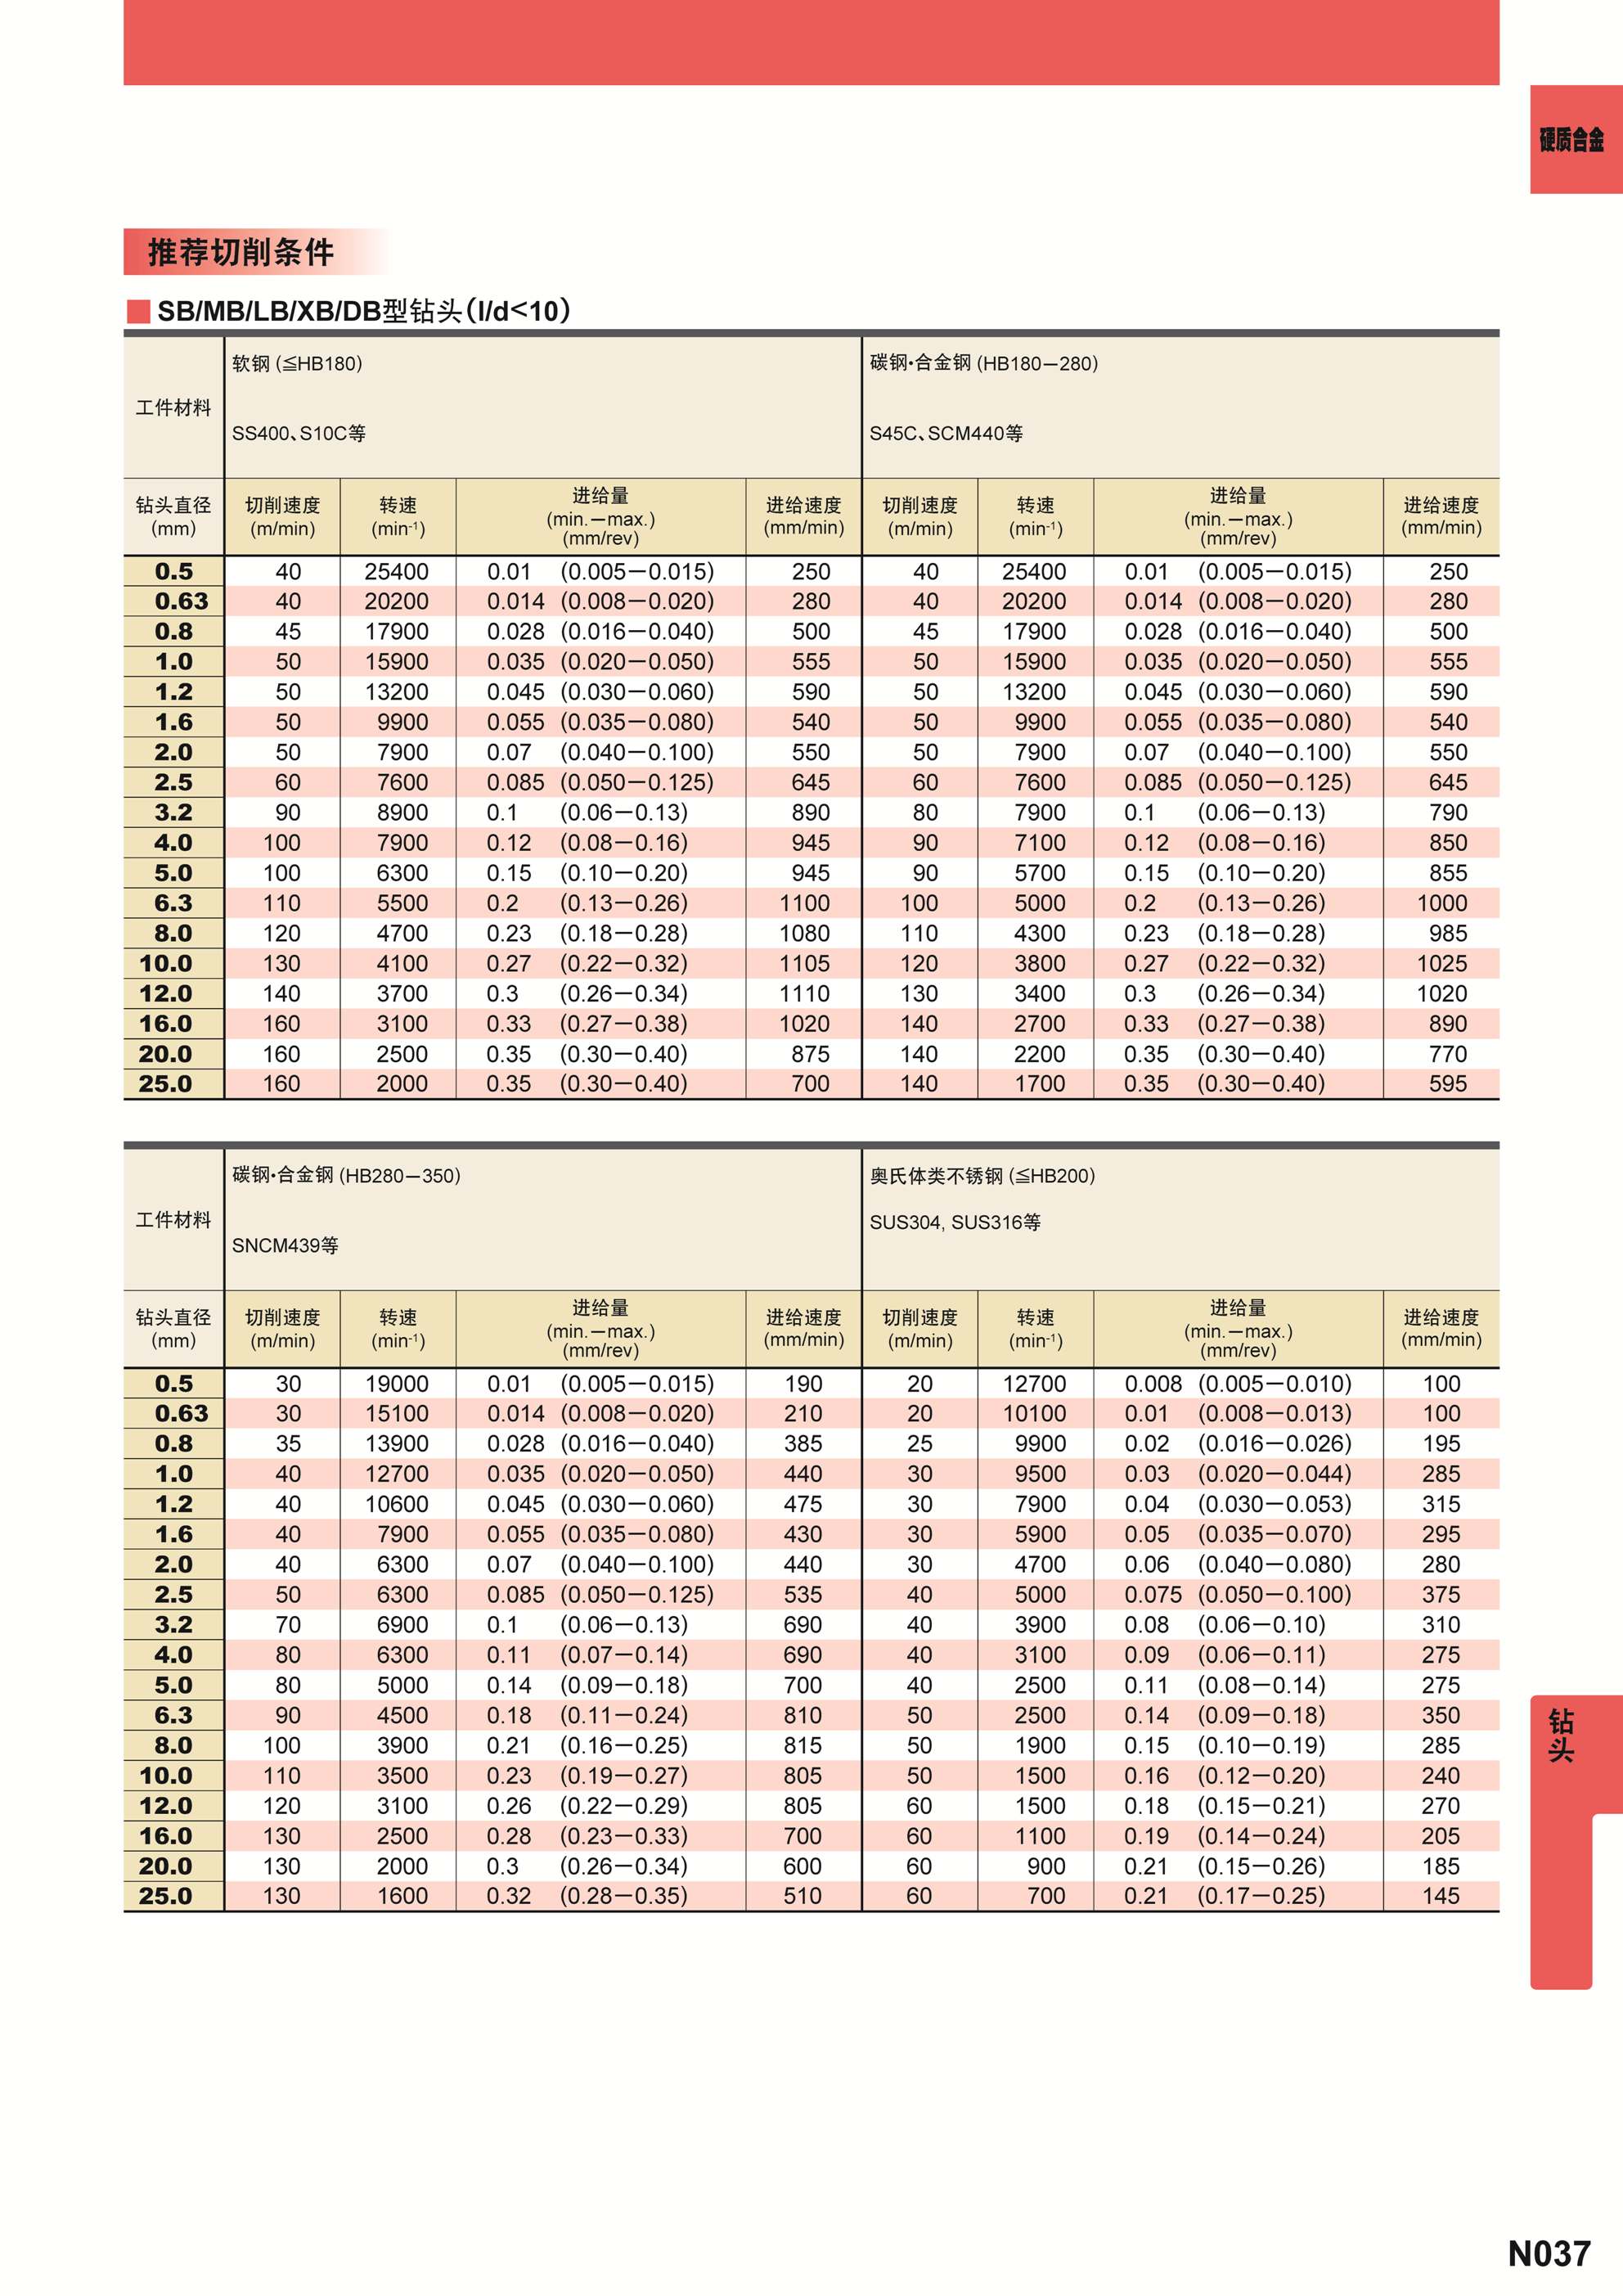 硬质合金
推荐切削条件
SB/MB/LB/XB/DB型钻头(l/d<10)
工件材料 软钢 (≦HB180) 碳钢·合金钢 (HB180－280)
SS400、S10C等 S45C、SCM440等
钻头直径 (mm) 切削速度 (m/min) 转速 (min-1) 进给量 (min.－max.) (mm/rev) 进给速度 (mm/min) 切削速度 (m/min) 转速 (min-1) 进给量 (min.－max.) (mm/rev) 进给速度 (mm/min)
0.5 40 25400 0.01 (0.005－0.015) 250 40 25400 0.01 (0.005－0.015) 250
0.63 40 20200 0.014 (0.008－0.020) 280 40 20200 0.014 (0.008－0.020) 280
0.8 45 17900 0.028 (0.016－0.040) 500 45 17900 0.028 (0.016－0.040) 500
1.0 50 15900 0.035 (0.020－0.050) 555 50 15900 0.035 (0.020－0.050) 555
1.2 50 13200 0.045 (0.030－0.060) 590 50 13200 0.045 (0.030－0.060) 590
1.6 50 9900 0.055 (0.035－0.080) 540 50 9900 0.055 (0.035－0.080) 540
2.0 50 7900 0.07 (0.040－0.100) 550 50 7900 0.07 (0.040－0.100) 550
2.5 60 7600 0.085 (0.050－0.125) 645 60 7600 0.085 (0.050－0.125) 645
3.2 90 8900 0.1 (0.06－0.13) 890 80 7900 0.1 (0.06－0.13) 790
4.0 100 7900 0.12 (0.08－0.16) 945 90 7100 0.12 (0.08－0.16) 850
5.0 100 6300 0.15 (0.10－0.20) 945 90 5700 0.15 (0.10－0.20) 855
6.3 110 5500 0.2 (0.13－0.26) 1100 100 5000 0.2 (0.13－0.26) 1000
8.0 120 4700 0.23 (0.18－0.28) 1080 110 4300 0.23 (0.18－0.28) 985
10.0 130 4100 0.27 (0.22－0.32) 1105 120 3800 0.27 (0.22－0.32) 1025
12.0 140 3700 0.3 (0.26－0.34) 1110 130 3400 0.3 (0.26－0.34) 1020
16.0 160 3100 0.33 (0.27－0.38) 1020 140 2700 0.33 (0.27－0.38) 890
20.0 160 2500 0.35 (0.30－0.40) 875 140 2200 0.35 (0.30－0.40) 770
25.0 160 2000 0.35 (0.30－0.40) 700 140 1700 0.35 (0.30－0.40) 595
工件材料 碳钢·合金钢 (HB280－350) 奥氏体类不锈钢 (≦HB200)
SNCM439等 SUS304, SUS316等
钻头直径 (mm) 切削速度 (m/min) 转速 (min-1) 进给量 (min.－max.) (mm/rev) 进给速度 (mm/min) 切削速度 (m/min) 转速 (min-1) 进给量 (min.－max.) (mm/rev) 进给速度 (mm/min)
0.5 30 19000 0.01 (0.005－0.015) 190 20 12700 0.008 (0.005－0.010) 100
0.63 30 15100 0.014 (0.008－0.020) 210 20 10100 0.01 (0.008－0.013) 100
0.8 35 13900 0.028 (0.016－0.040) 385 25 9900 0.02 (0.016－0.026) 195
1.0 40 12700 0.035 (0.020－0.050) 440 30 9500 0.03 (0.020－0.044) 285
1.2 40 10600 0.045 (0.030－0.060) 475 30 7900 0.04 (0.030－0.053) 315
1.6 40 7900 0.055 (0.035－0.080) 430 30 5900 0.05 (0.035－0.070) 295
2.0 40 6300 0.07 (0.040－0.100) 440 30 4700 0.06 (0.040－0.080) 280
2.5 50 6300 0.085 (0.050－0.125) 535 40 5000 0.075 (0.050－0.100) 375
3.2 70 6900 0.1 (0.06－0.13) 690 40 3900 0.08 (0.06－0.10) 310
4.0 80 6300 0.11 (0.07－0.14) 690 40 3100 0.09 (0.06－0.11) 275
5.0 80 5000 0.14 (0.09－0.18) 700 40 2500 0.11 (0.08－0.14) 275
6.3 90 4500 0.18 (0.11－0.24) 810 50 2500 0.14 (0.09－0.18) 350
8.0 100 3900 0.21 (0.16－0.25) 815 50 1900 0.15 (0.10－0.19) 285
10.0 110 3500 0.23 (0.19－0.27) 805 50 1500 0.16 (0.12－0.20) 240
12.0 120 3100 0.26 (0.22－0.29) 805 60 1500 0.18 (0.15－0.21) 270
16.0 130 2500 0.28 (0.23－0.33) 700 60 1100 0.19 (0.14－0.24) 205
20.0 130 2000 0.3 (0.26－0.34) 600 60 900 0.21 (0.15－0.26) 185
25.0 130 1600 0.32 (0.28－0.35) 510 60 700 0.21 (0.17－0.25) 145
钻头
N037